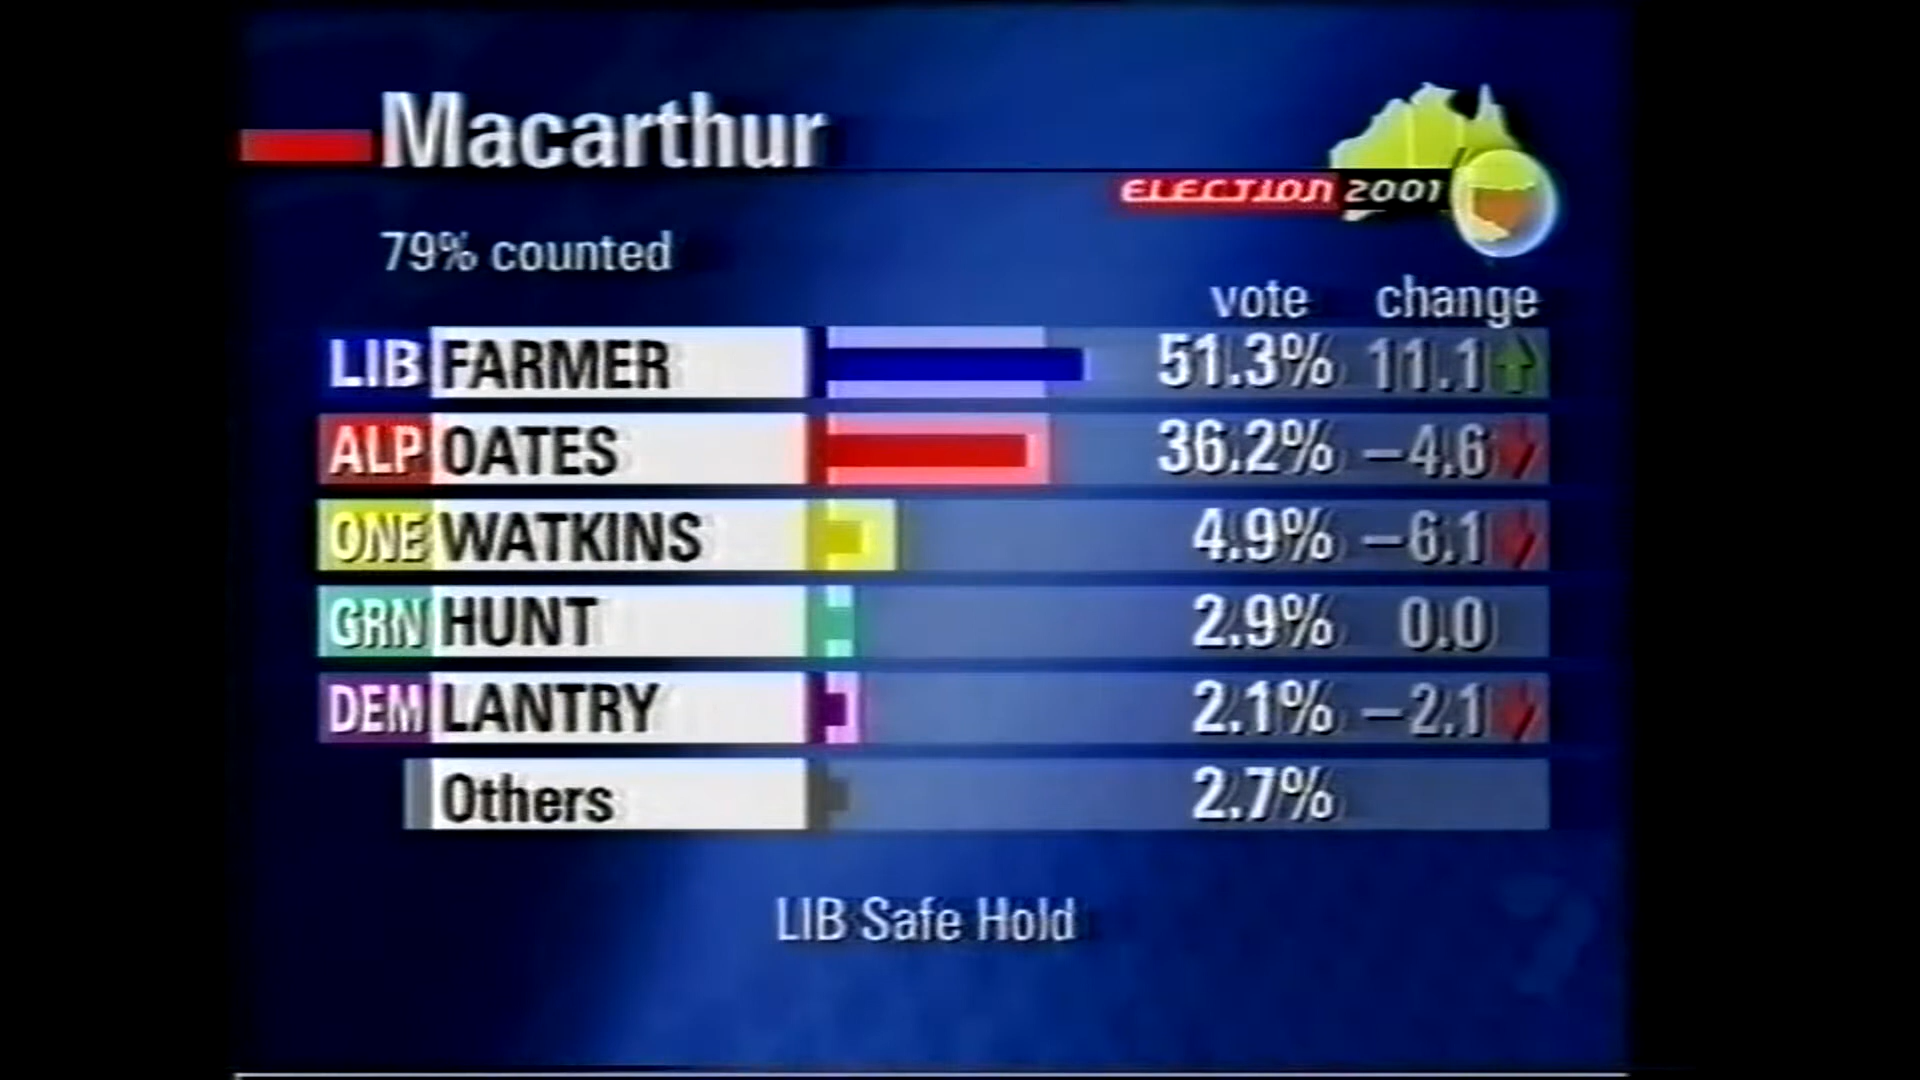 Macarthur
ELECTION 2001
79% counted
vote change
LIB FARMER 51.3% 11.1
ALP OATES 36.2% –4.6
ONE WATKINS 4.9% –6.1
GRN HUNT 2.9% 0.0
DEM LANTRY 2.1% –2.1
Others 2.7%
LIB Safe Hold